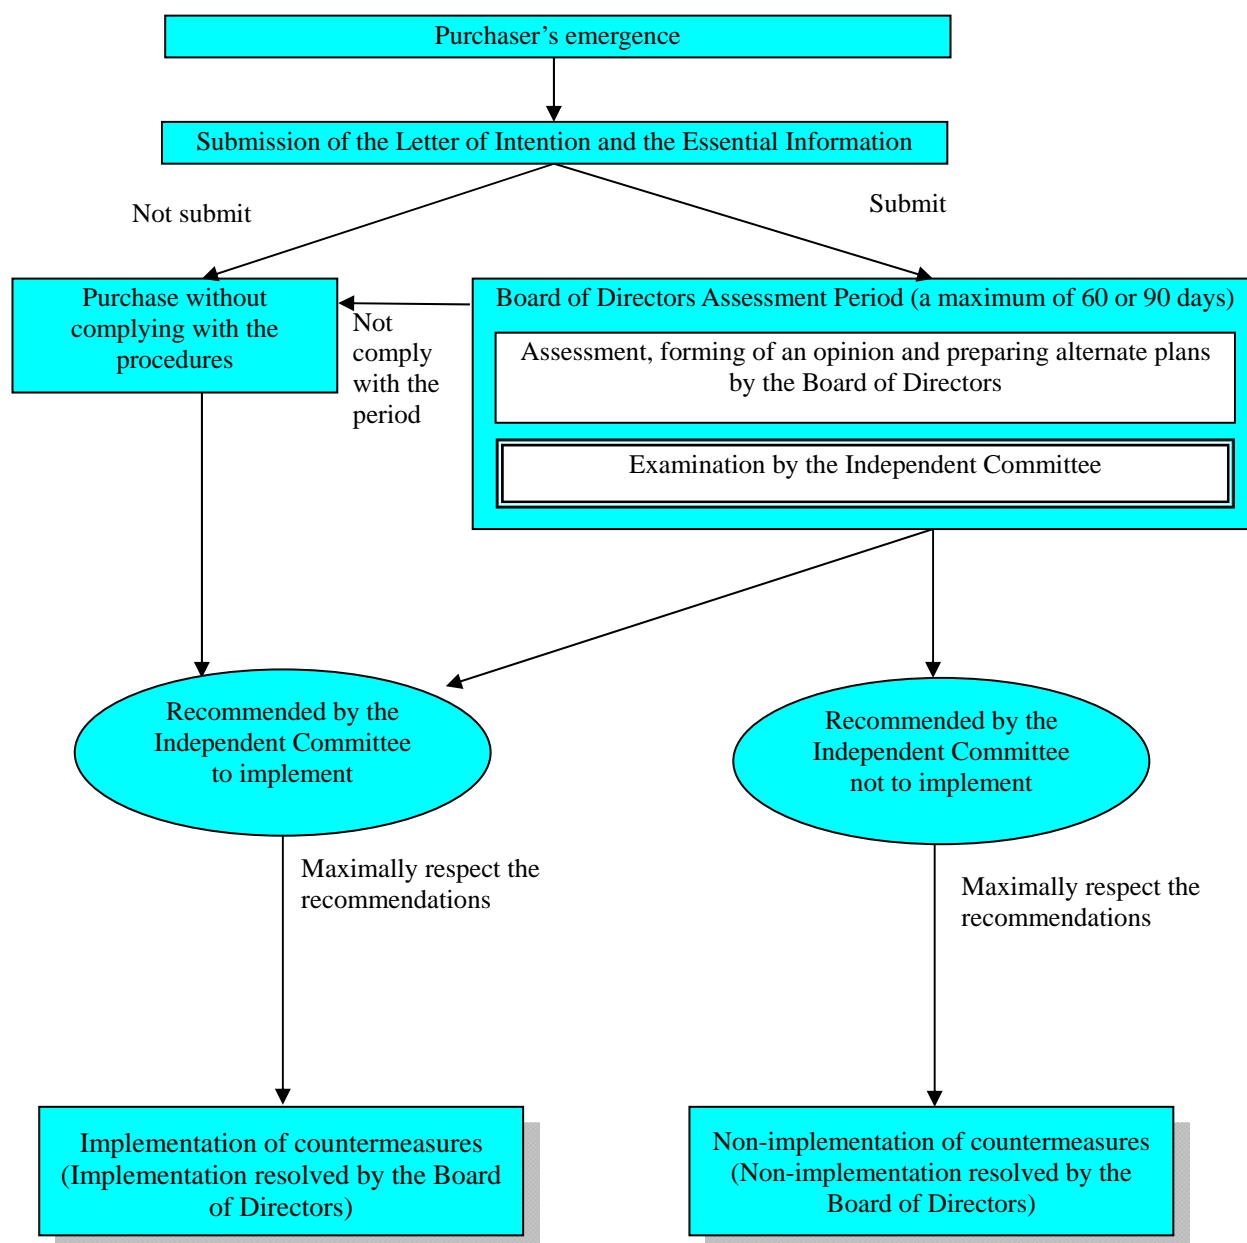 Purchaser’s emergence
Submission of the Letter of Intention and the Essential Information
Not submit
Submit
Purchase without
complying with the
procedures
Not
comply
with the
period
Board of Directors Assessment Period (a maximum of 60 or 90 days)
Assessment, forming of an opinion and preparing alternate plans
by the Board of Directors
Examination by the Independent Committee
Recommended by the
Independent Committee
to implement
Recommended by the
Independent Committee
not to implement
Maximally respect the
recommendations
Maximally respect the
recommendations
Implementation of countermeasures
(Implementation resolved by the Board
of Directors)
Non-implementation of countermeasures
(Non-implementation resolved by the
Board of Directors)